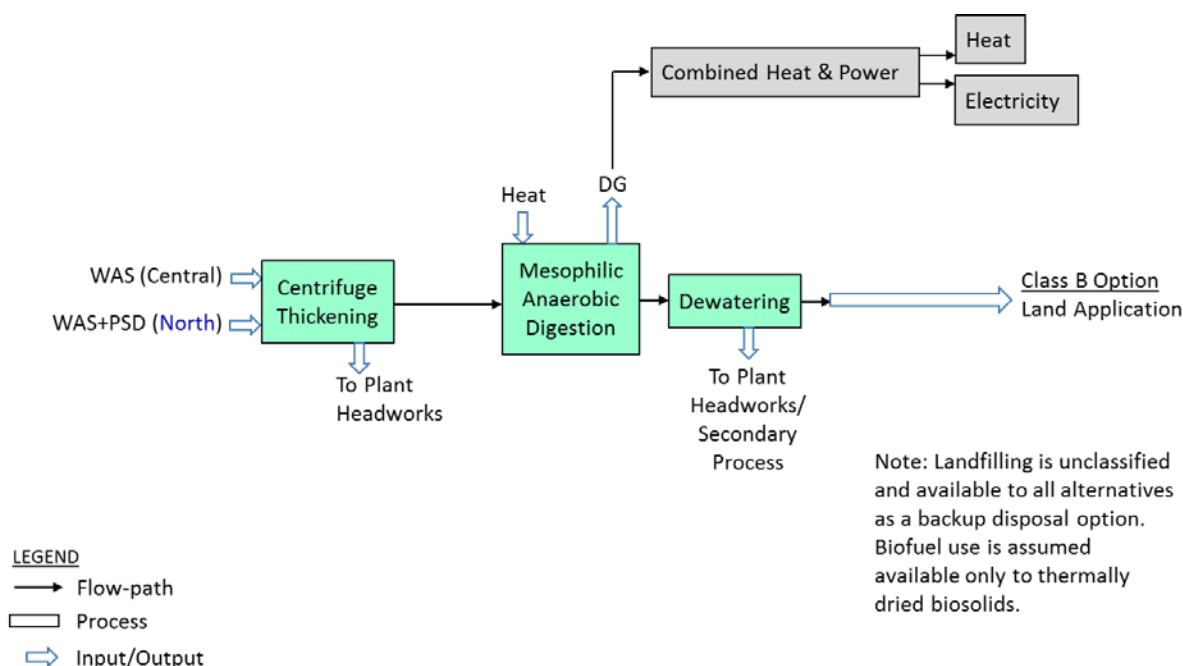 Heat
Combined Heat & Power
Electricity
Heat
DG
WAS (Central)
WAS+PSD (North)
Centrifuge
Thickening
Mesophilic
Anaerobic
Digestion
Dewatering
Class B Option
Land Application
To Plant
Headworks
To Plant
Headworks/
Secondary
Process
Note: Landfilling is unclassified
and available to all alternatives
as a backup disposal option.
Biofuel use is assumed
available only to thermally
dried biosolids.
LEGEND
Flow-path
Process
Input/Output